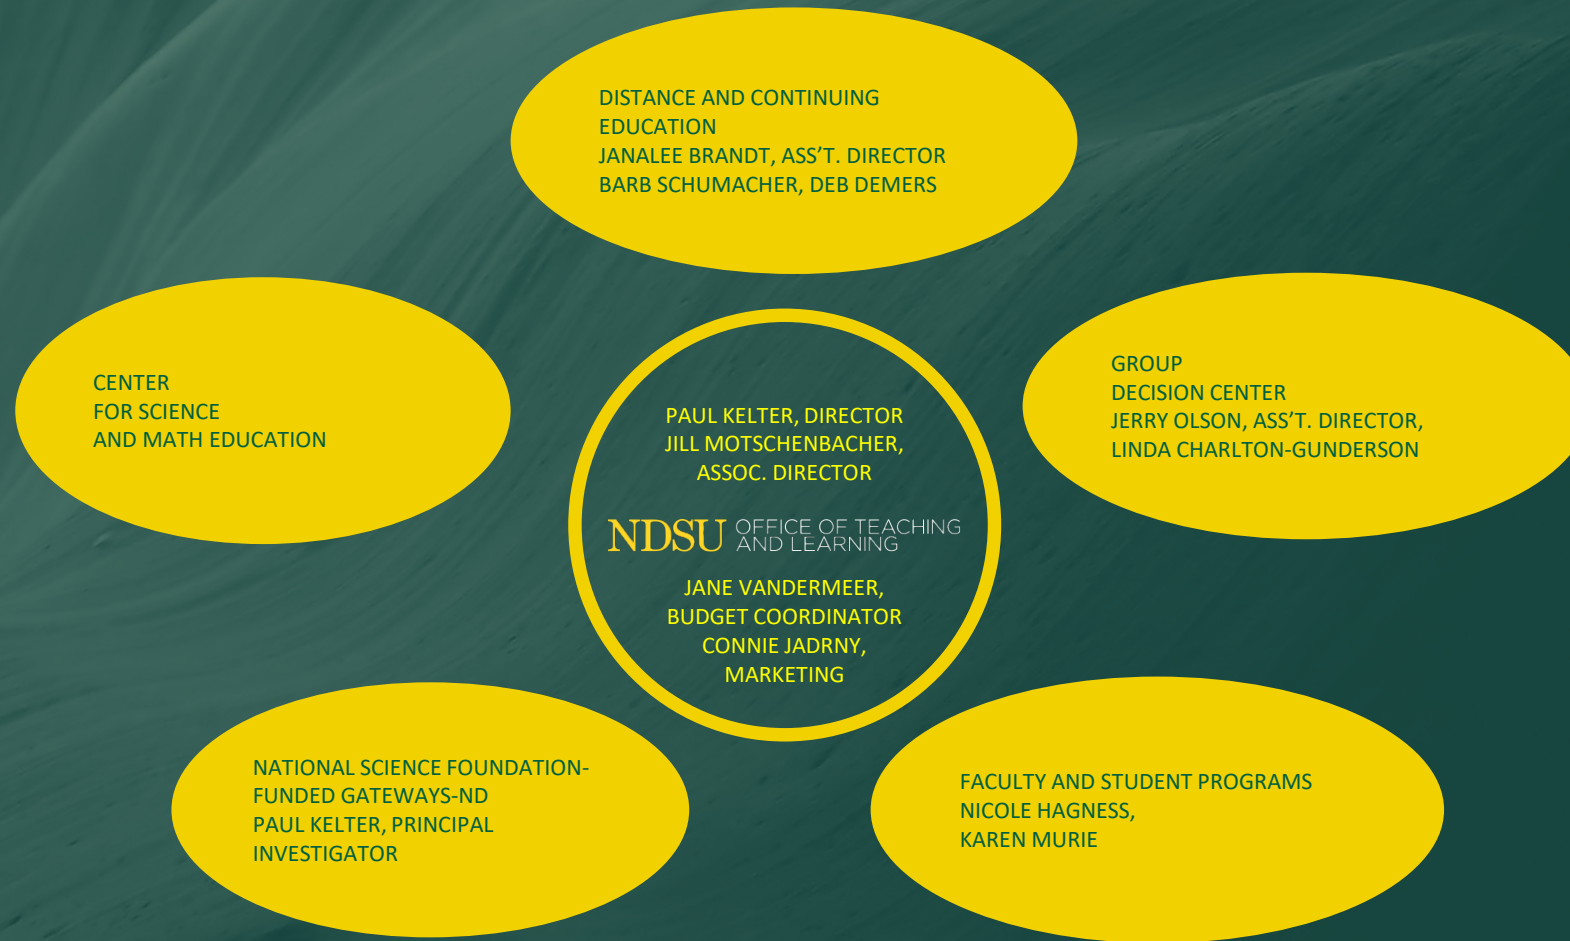 DISTANCE AND CONTINUING
EDUCATION
JANALEE BRANDT, ASS’T. DIRECTOR
BARB SCHUMACHER, DEB DEMERS
CENTER
FOR SCIENCE
AND MATH EDUCATION
PAUL KELTER, DIRECTOR
JILL MOTSCHENBACHER,
ASSOC. DIRECTOR
NDSU OFFICE OF TEACHING
AND LEARNING
JANE VANDERMEER,
BUDGET COORDINATOR
CONNIE JADRNY,
MARKETING
GROUP
DECISION CENTER
JERRY OLSON, ASS’T. DIRECTOR,
LINDA CHARLTON-GUNDERSON
NATIONAL SCIENCE FOUNDATION-
FUNDED GATEWAYS-ND
PAUL KELTER, PRINCIPAL
INVESTIGATOR
FACULTY AND STUDENT PROGRAMS
NICOLE HAGNESS,
KAREN MURIE